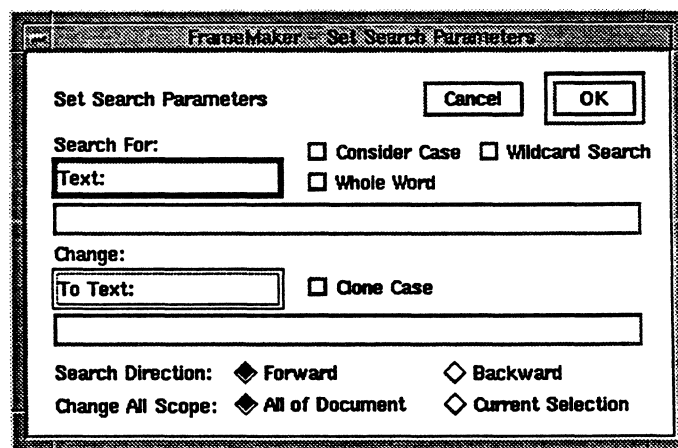 FrameMaker - Set Search Parameters
Set Search Parameters Cancel OK
Search For: Consider Case Wildcard Search
Text: Whole Word
Change:
To Text: Clone Case
Search Direction: Forward Backward
Change All Scope: All of Document Current Selection